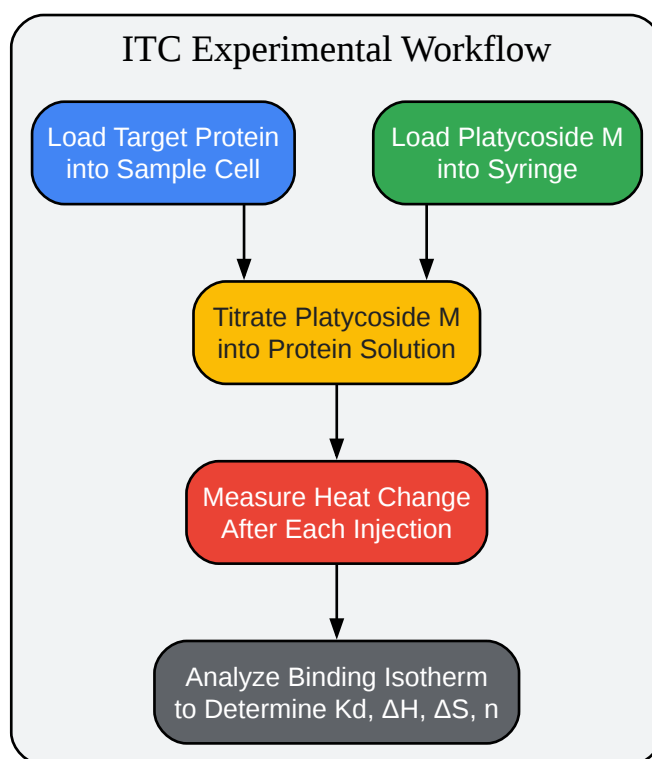 ITC Experimental Workflow
Load Target Protein
into Sample Cell
Load Platycoside M
into Syringe
Titrate Platycoside M
into Protein Solution
Measure Heat Change
After Each Injection
Analyze Binding Isotherm
to Determine Kd, ΔH, ΔS, n